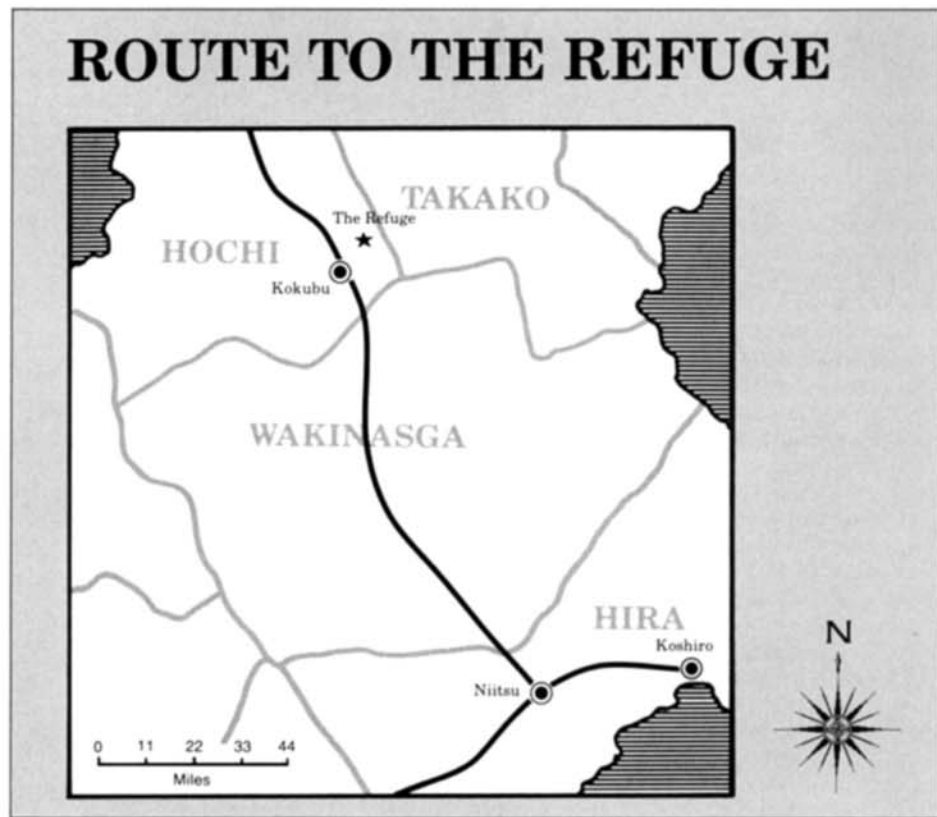 ROUTE TO THE REFUGE
TAKAKO
The Refuge
HOCHI
Kokubu
WAKINASGA
HIRA
Koshiro
Niitsu
N
0 11 22 33 44
Miles